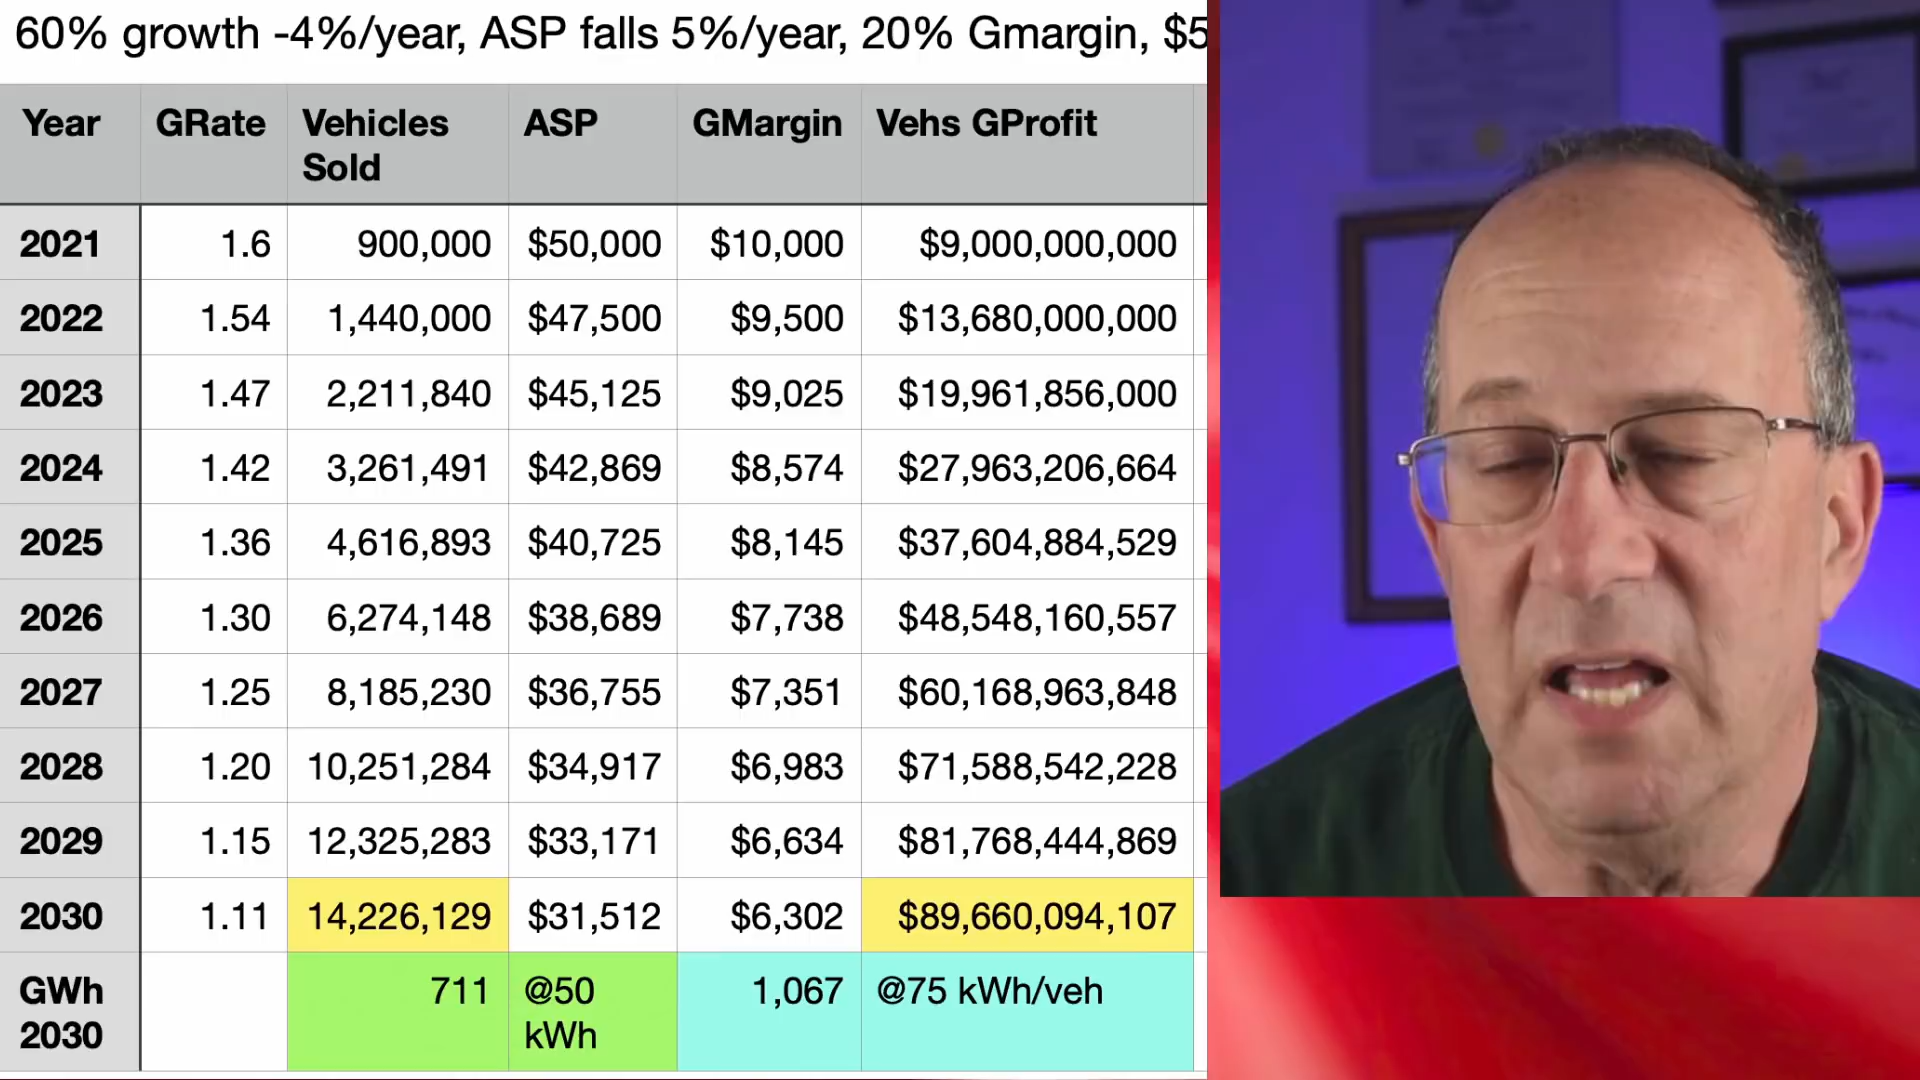 60% growth -4%/year, ASP falls 5%/year, 20% Gmargin, $5
Year GRate Vehicles Sold ASP GMargin Vehs GProfit
2021 1.6 900,000 $50,000 $10,000 $9,000,000,000
2022 1.54 1,440,000 $47,500 $9,500 $13,680,000,000
2023 1.47 2,211,840 $45,125 $9,025 $19,961,856,000
2024 1.42 3,261,491 $42,869 $8,574 $27,963,206,664
2025 1.36 4,616,893 $40,725 $8,145 $37,604,884,529
2026 1.30 6,274,148 $38,689 $7,738 $48,548,160,557
2027 1.25 8,185,230 $36,755 $7,351 $60,168,963,848
2028 1.20 10,251,284 $34,917 $6,983 $71,588,542,228
2029 1.15 12,325,283 $33,171 $6,634 $81,768,444,869
2030 1.11 14,226,129 $31,512 $6,302 $89,660,094,107
GWh 2030 711 @50 kWh 1,067 @75 kWh/veh